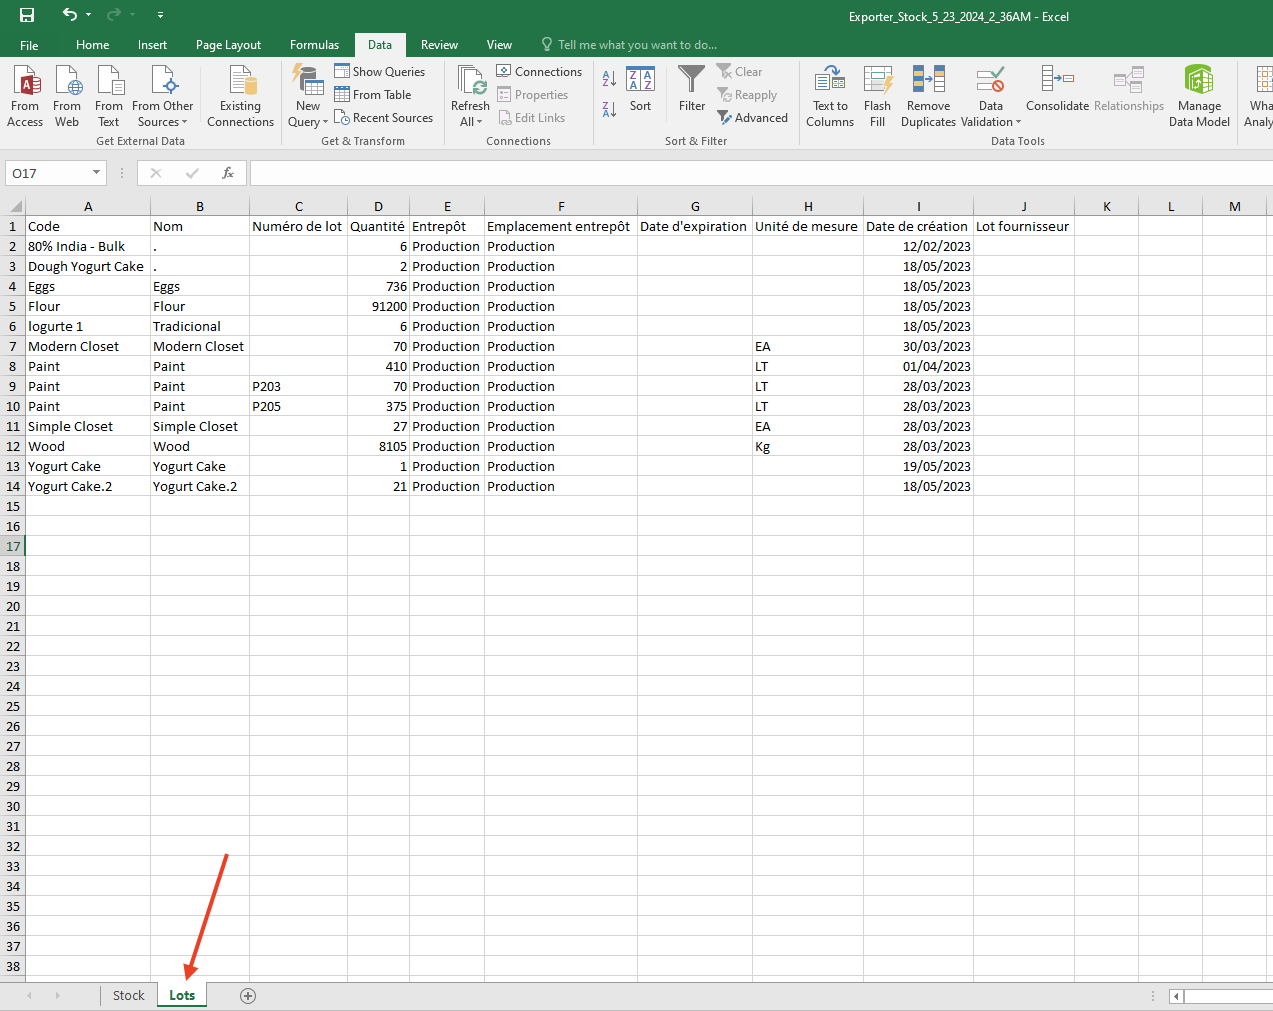 Exporter_Stock_5_23_2024_2_36AM - Excel
File Home Insert Page Layout Formulas Data Review View Tell me what you want to do...
From Access From Web From Text From Other Sources Existing Connections
Get External Data
New Query Show Queries From Table Recent Sources
Get & Transform
Refresh All Connections Properties Edit Links
Connections
Sort Filter Clear Reapply Advanced
Sort & Filter
Text to Columns Flash Fill Remove Duplicates Data Validation Consolidate Relationships Manage Data Model
Data Tools
O17 fx
A B C D E F G H I J K L M
1 Code Nom Numéro de lot Quantité Entrepôt Emplacement entrepôt Date d'expiration Unité de mesure Date de création Lot fournisseur
2 80% India - Bulk . 6 Production Production 12/02/2023
3 Dough Yogurt Cake . 2 Production Production 18/05/2023
4 Eggs Eggs 736 Production Production 18/05/2023
5 Flour Flour 91200 Production Production 18/05/2023
6 Iogurte 1 Tradicional 6 Production Production 18/05/2023
7 Modern Closet Modern Closet 70 Production Production EA 30/03/2023
8 Paint Paint 410 Production Production LT 01/04/2023
9 Paint Paint P203 70 Production Production LT 28/03/2023
10 Paint Paint P205 375 Production Production LT 28/03/2023
11 Simple Closet Simple Closet 27 Production Production EA 28/03/2023
12 Wood Wood 8105 Production Production Kg 28/03/2023
13 Yogurt Cake Yogurt Cake 1 Production Production 19/05/2023
14 Yogurt Cake.2 Yogurt Cake.2 21 Production Production 18/05/2023
15
16
17
18
19
20
21
22
23
24
25
26
27
28
29
30
31
32
33
34
35
36
37
38
Stock Lots